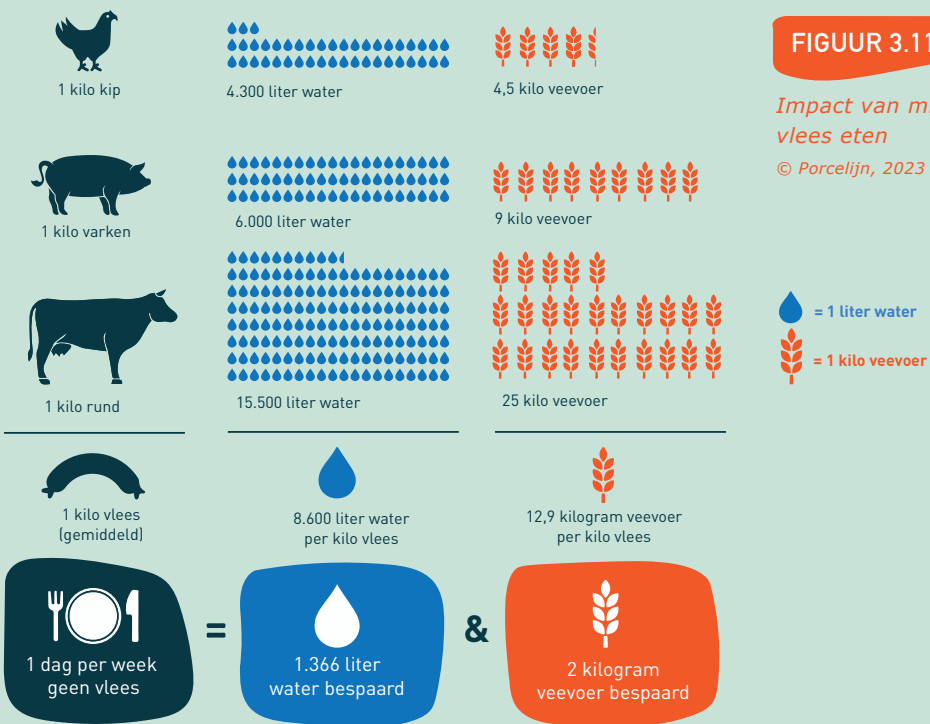 FIGUUR 3.11
Impact van
vlees eten
© Porcelijn, 2023
1 kilo kip
4.300 liter water
4,5 kilo veevoer
1 kilo varken
6.000 liter water
9 kilo veevoer
1 kilo rund
15.500 liter water
25 kilo veevoer
= 1 liter water
= 1 kilo veevoer
1 kilo vlees
(gemiddeld)
8.600 liter water
per kilo vlees
12,9 kilogram veevoer
per kilo vlees
1 dag per week
geen vlees
=
1.366 liter
water bespaard
&
2 kilogram
veevoer bespaard